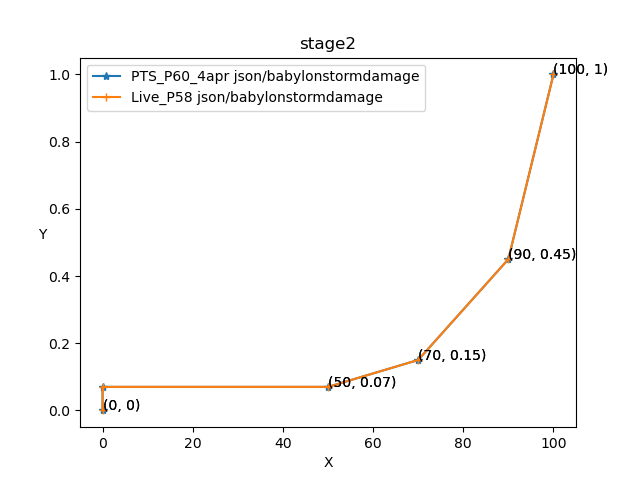 stage2
PTS_P60_4apr json/babylonstormdamage
Live_P58 json/babylonstormdamage
(100, 1)
(90, 0.45)
(70, 0.15)
(50, 0.07)
(0, 0)
Y
1.0
0.8
0.6
0.4
0.2
0.0
0 20 40 60 80 100
X